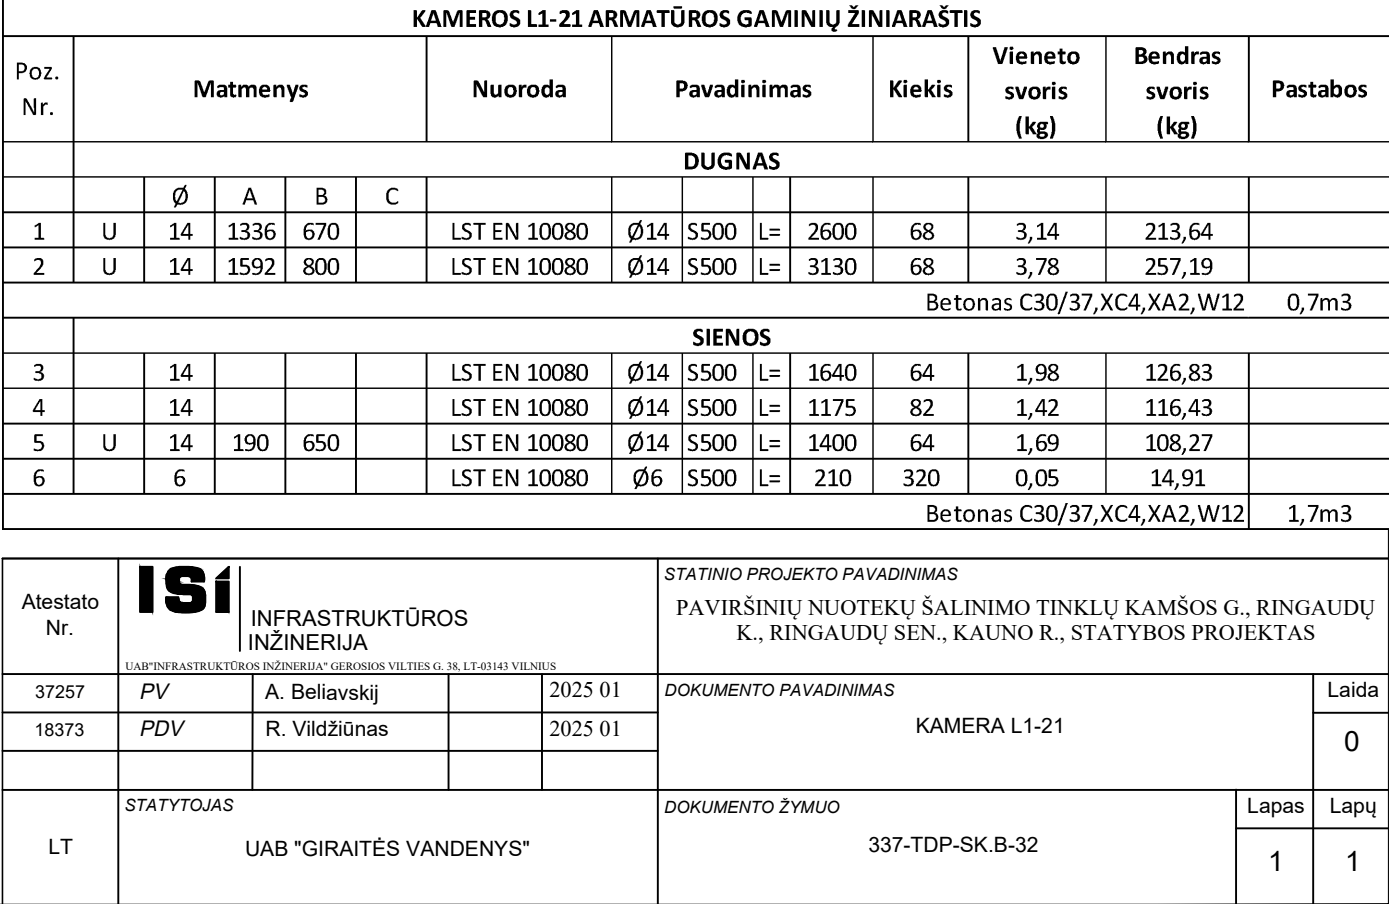 KAMEROS L1-21 ARMATŪROS GAMINIŲ ŽINIARAŠTIS
Poz. Nr. Matmenys Nuoroda Pavadinimas Kiekis Vieneto svoris (kg) Bendras svoris (kg) Pastabos
DUGNAS
Ø A B C
1 U 14 1336 670 LST EN 10080 Ø14 S500 L= 2600 68 3,14 213,64
2 U 14 1592 800 LST EN 10080 Ø14 S500 L= 3130 68 3,78 257,19
Betonas C30/37,XC4,XA2,W12 0,7m3
SIENOS
3 14 LST EN 10080 Ø14 S500 L= 1640 64 1,98 126,83
4 14 LST EN 10080 Ø14 S500 L= 1175 82 1,42 116,43
5 U 14 190 650 LST EN 10080 Ø14 S500 L= 1400 64 1,69 108,27
6 6 LST EN 10080 Ø6 S500 L= 210 320 0,05 14,91
Betonas C30/37,XC4,XA2,W12 1,7m3
Atestato
Nr.
ISi
INFRASTRUKTŪROS
INŽINERIJA
UAB"INFRASTRUKTŪROS INŽINERIJA" GEROSIOS VILTIES G. 38, LT-03143 VILNIUS
STATINIO PROJEKTO PAVADINIMAS
PAVIRŠINIŲ NUOTEKŲ ŠALINIMO TINKLŲ KAMŠOS G., RINGAUDŲ
K., RINGAUDŲ SEN., KAUNO R., STATYBOS PROJEKTAS
37257 PV A. Beliavskij 2025 01
18373 PDV R. Vildžiūnas 2025 01
DOKUMENTO PAVADINIMAS
KAMERA L1-21
Laida
0
LT
STATYTOJAS
UAB "GIRAITĖS VANDENYS"
DOKUMENTO ŽYMUO
337-TDP-SK.B-32
Lapas Lapų
1 1